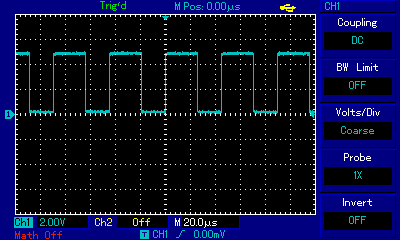 Trig'd M Pos: 0.00µs CH1
Coupling
DC
BW Limit
OFF
Volts/Div
Coarse
Probe
1X
Invert
OFF
1
Ch1 2.00V Ch2 Off M 20.0µs
Math Off T CH1 0.00mV